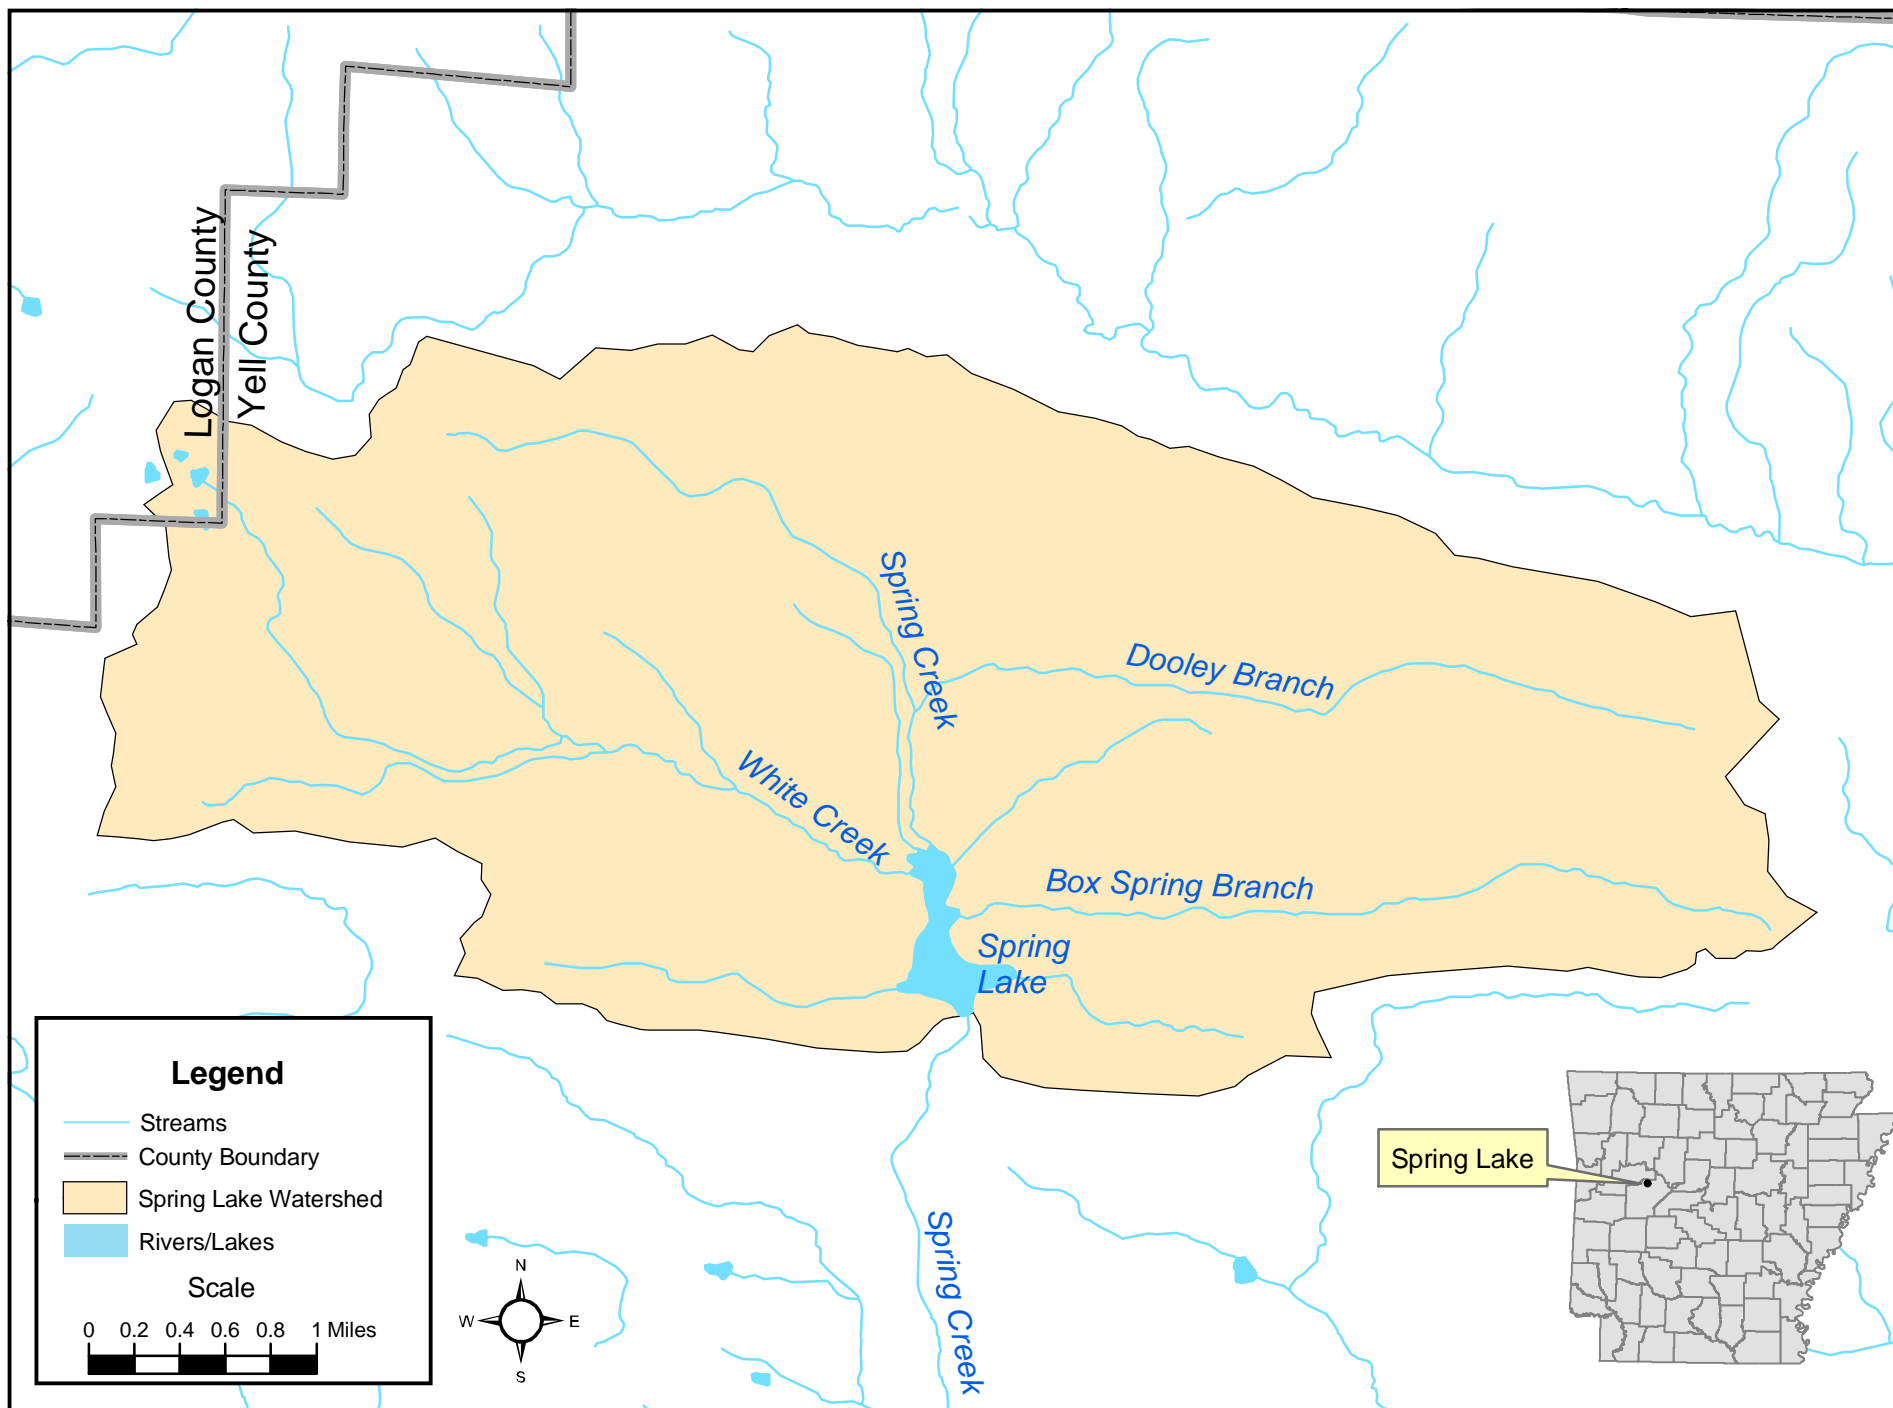 Logan County
Yell County
Spring Creek
Dooley Branch
White Creek
Box Spring Branch
Spring
Lake
Legend
Streams
County Boundary
Spring Lake Watershed
Rivers/Lakes
Scale
0 0.2 0.4 0.6 0.8 1 Miles
N
W E
S
Spring Creek
Spring Lake